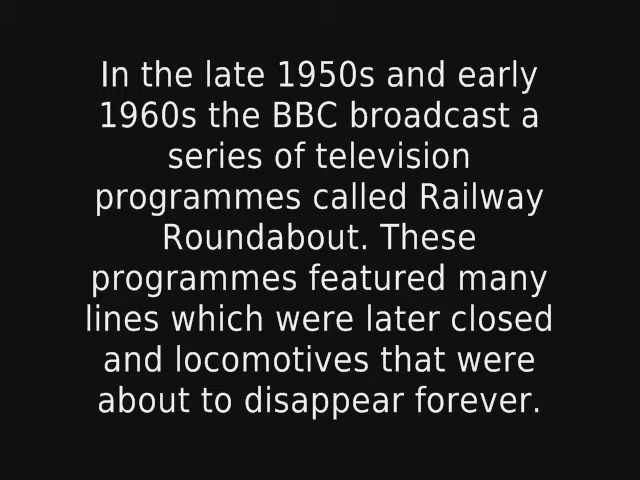 In the late 1950s and early
1960s the BBC broadcast a
series of television
programmes called Railway
Roundabout. These
programmes featured many
lines which were later closed
and locomotives that were
about to disappear forever.